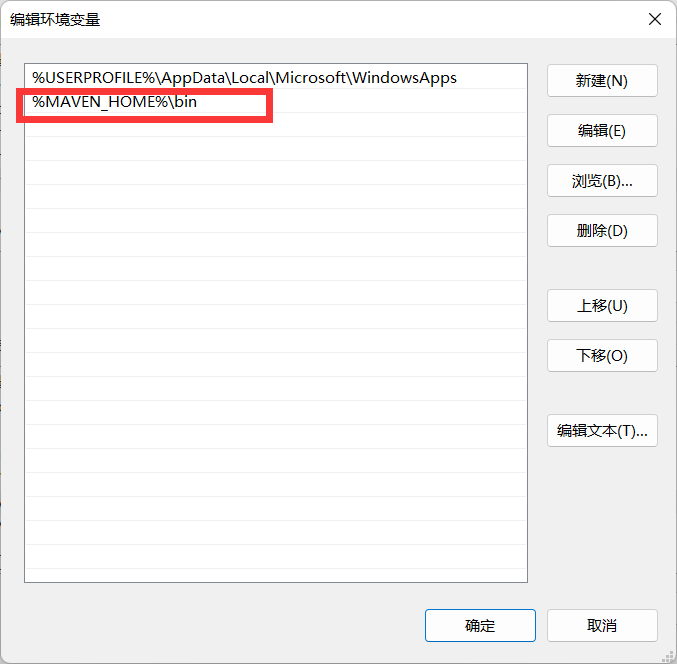 编辑环境变量
%USERPROFILE%\AppData\Local\Microsoft\WindowsApps
%MAVEN_HOME%\bin
新建(N)
编辑(E)
浏览(B)...
删除(D)
上移(U)
下移(O)
编辑文本(T)...
确定
取消